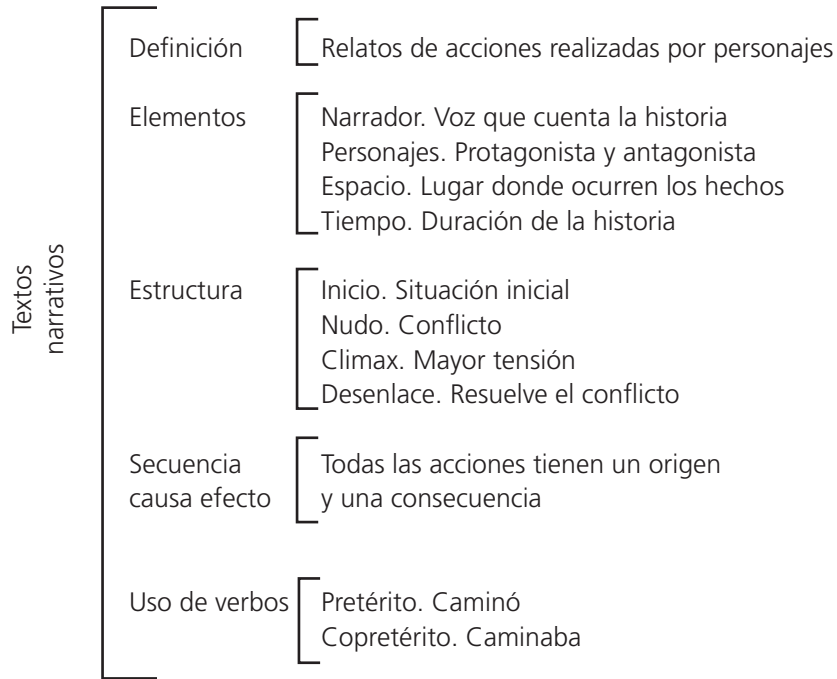 Textos
narrativos
Definición
Relatos de acciones realizadas por personajes
Elementos
Narrador. Voz que cuenta la historia
Personajes. Protagonista y antagonista
Espacio. Lugar donde ocurren los hechos
Tiempo. Duración de la historia
Estructura
Inicio. Situación inicial
Nudo. Conflicto
Climax. Mayor tensión
Desenlace. Resuelve el conflicto
Secuencia
causa efecto
Todas las acciones tienen un origen
y una consecuencia
Uso de verbos
Pretérito. Caminó
Copretérito. Caminaba